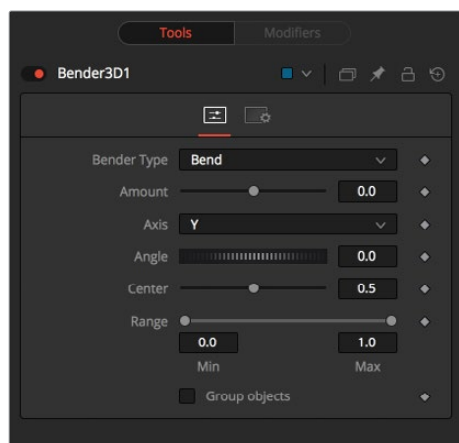 Tools Modifiers
Bender3D1
Bender Type Bend
Amount 0.0
Axis Y
Angle 0.0
Center 0.5
Range
0.0 1.0
Min Max
Group objects